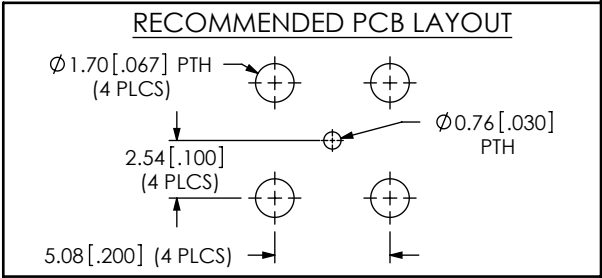 RECOMMENDED PCB LAYOUT
Ø1.70[.067] PTH
(4 PLCS)
Ø0.76[.030]
PTH
2.54[.100]
(4 PLCS)
5.08[.200] (4 PLCS)